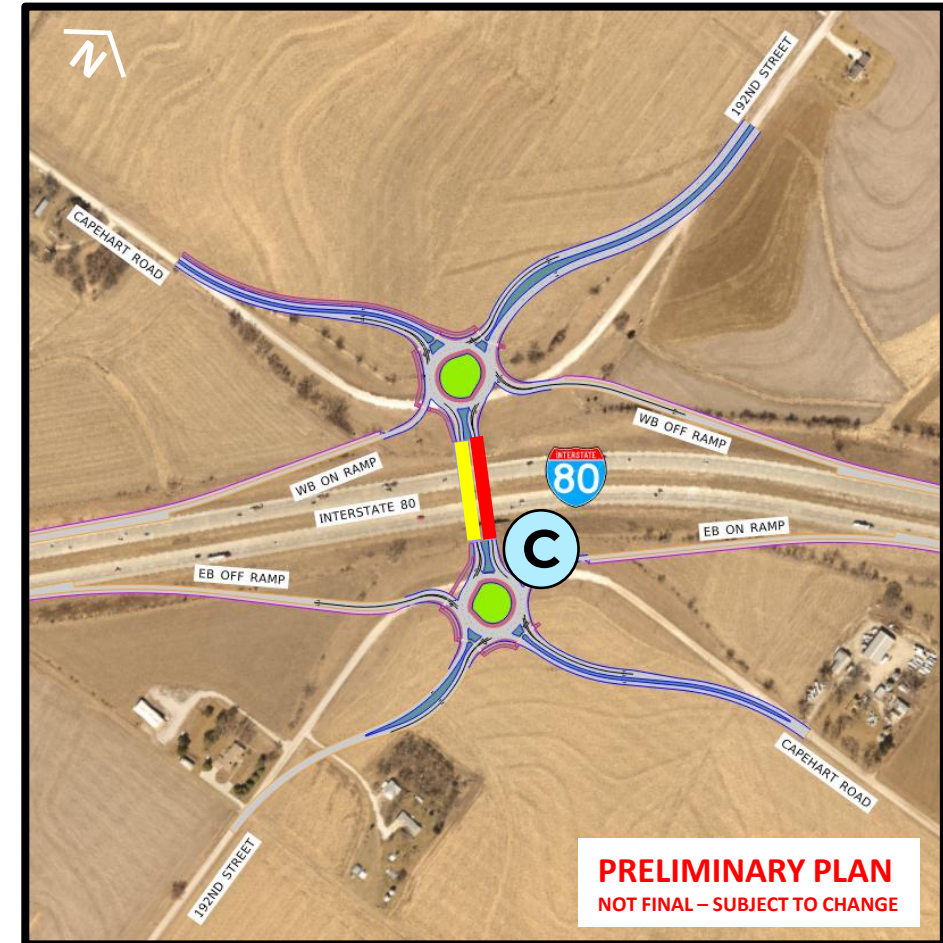 N
192ND STREET
CAPEHART ROAD
WB OFF RAMP
WB ON RAMP
INTERSTATE
80
INTERSTATE 80
EB ON RAMP
C
EB OFF RAMP
CAPEHART ROAD
192ND STREET
PRELIMINARY PLAN
NOT FINAL – SUBJECT TO CHANGE